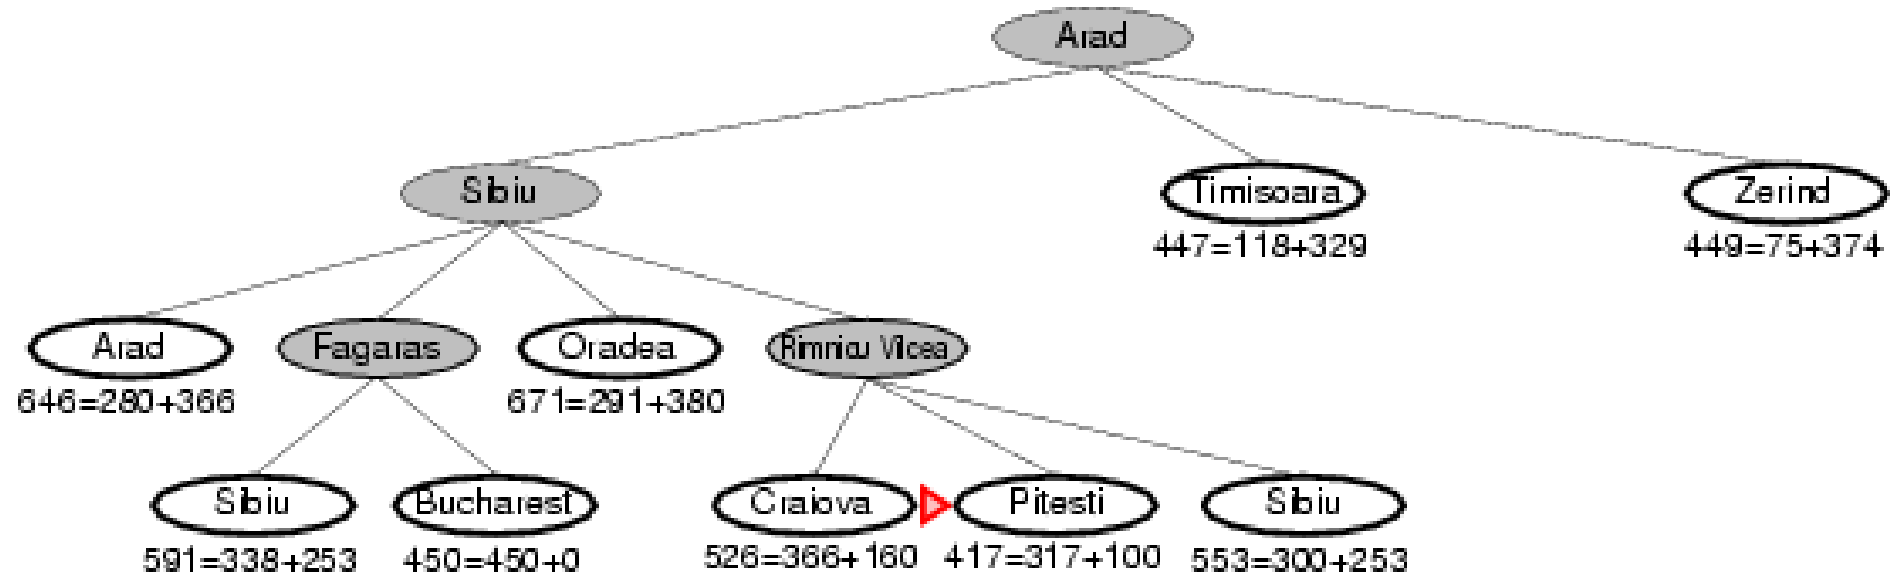 Arad
Sibiu
Timisoara
Zerind
447=118+329
449=75+374
Arad
Fagaras
Oradea
Rimnicu Vilcea
646=280+366
671=291+380
Sibiu
Bucharest
Craiova
Pitesti
Sibiu
591=338+253
450=450+0
526=366+160
417=317+100
553=300+253